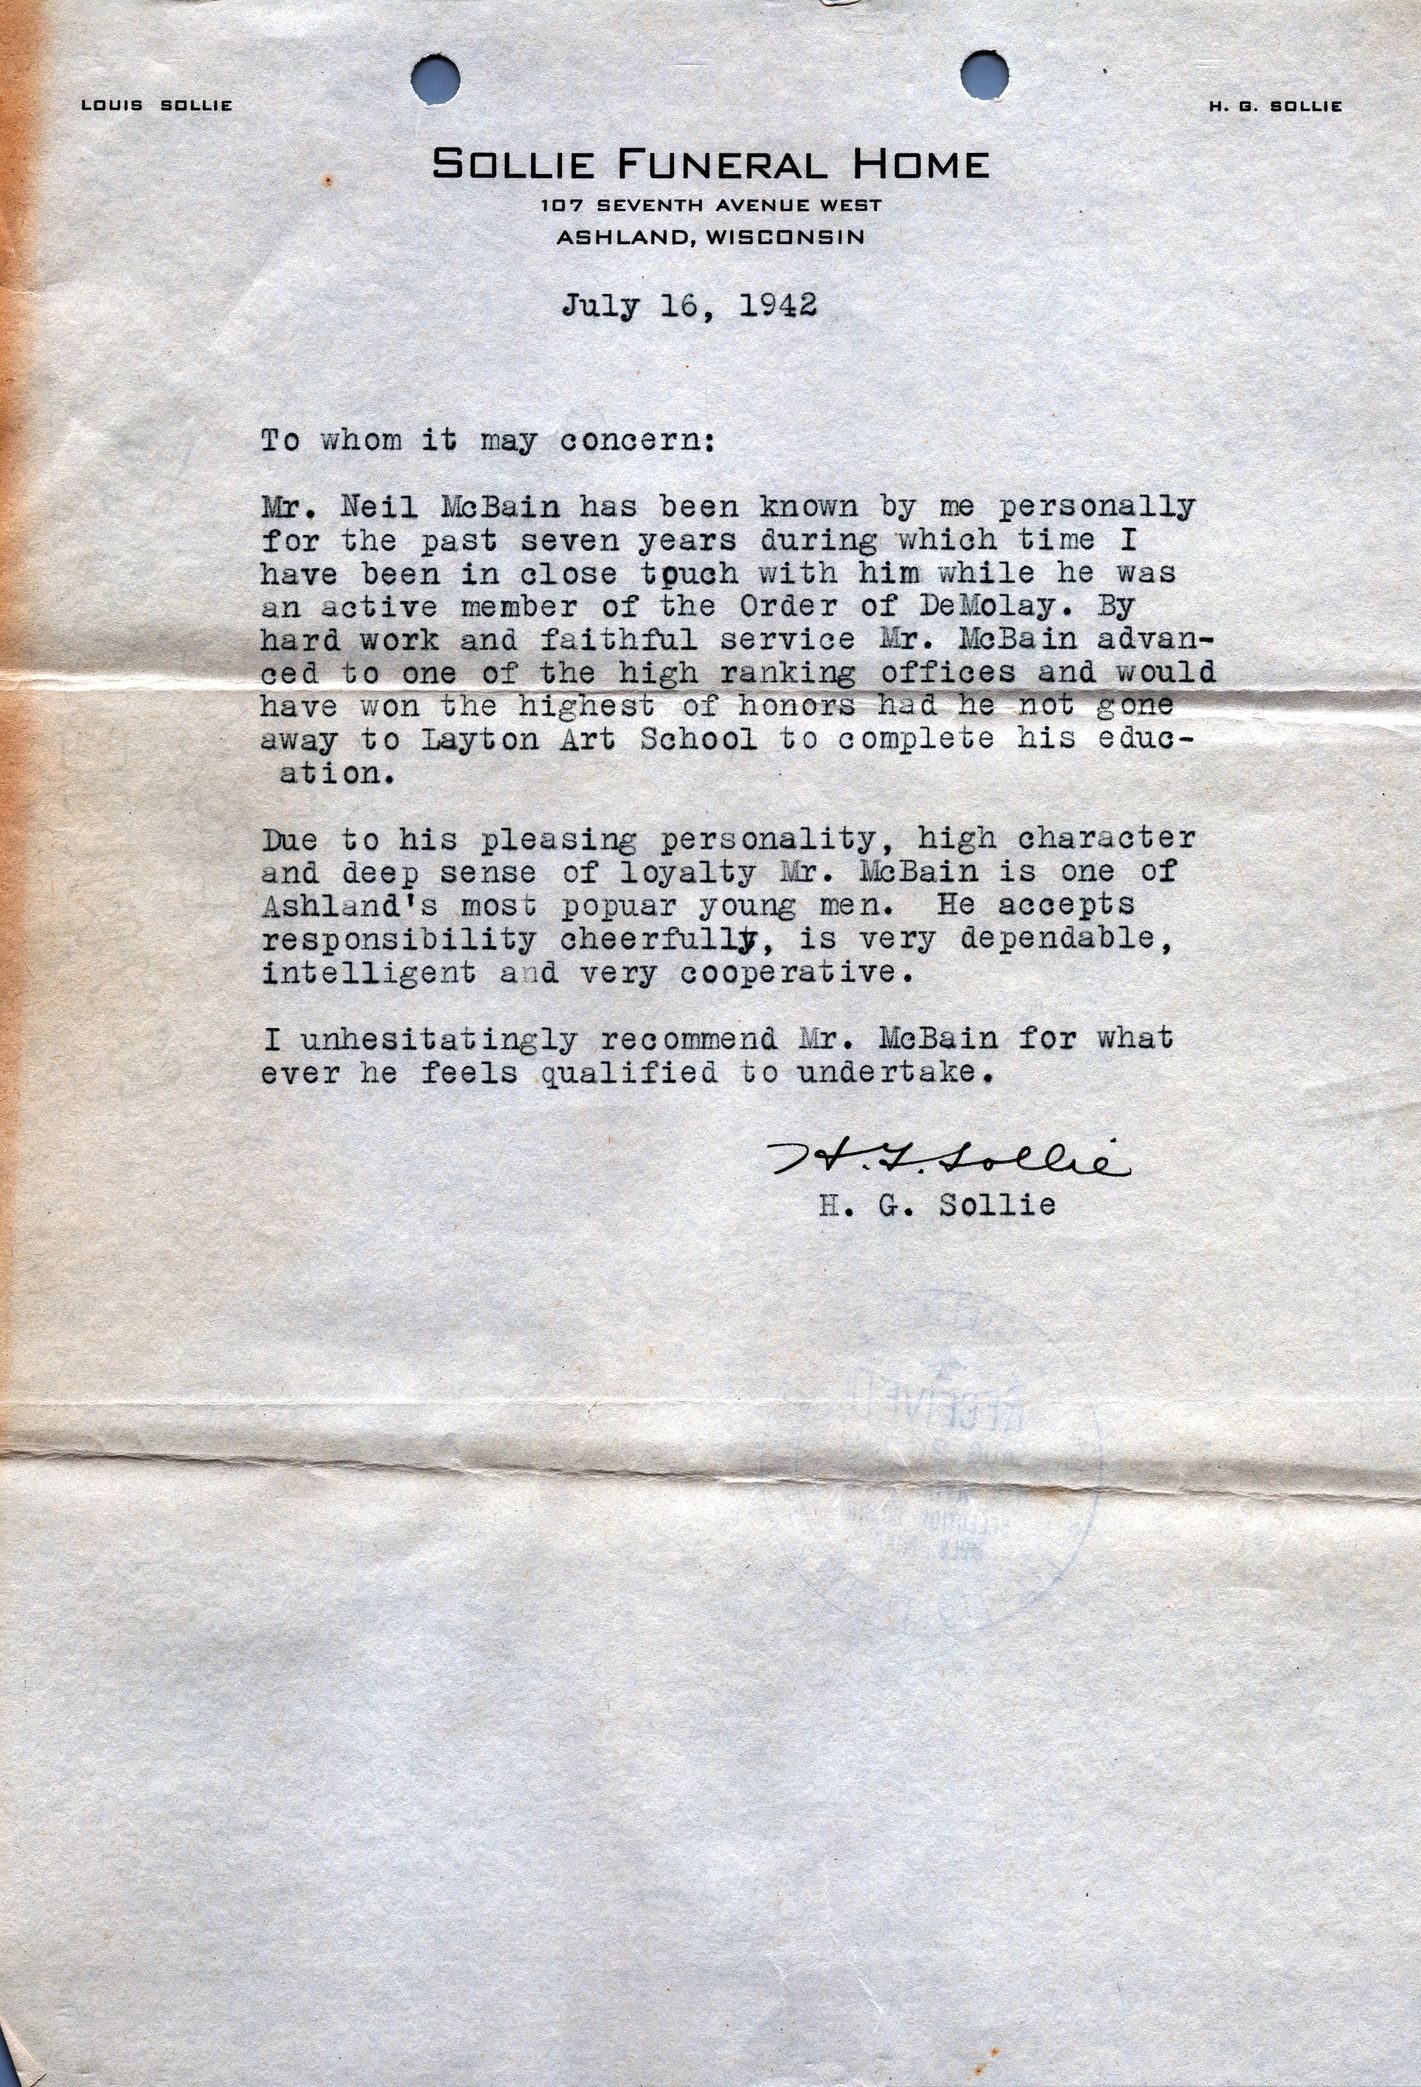 LOUIS SOLLIE
H. G. SOLLIE
SOLLIE FUNERAL HOME
107 SEVENTH AVENUE WEST
ASHLAND, WISCONSIN
July 16, 1942
To whom it may concern:
Mr. Neil McBain has been known by me personally
for the past seven years during which time I
have been in close touch with him while he was
an active member of the Order of DeMolay. By
hard work and faithful service Mr. McBain advan-
ced to one of the high ranking offices and would
have won the highest of honors had he not gone
away to Layton Art School to complete his educ-
ation.
Due to his pleasing personality, high character
and deep sense of loyalty Mr. McBain is one of
Ashland's most popuar young men. He accepts
responsibility cheerfully, is very dependable,
intelligent and very cooperative.
I unhesitatingly recommend Mr. McBain for what
ever he feels qualified to undertake.
H. G. Sollie
H. G. Sollie
RECEIVED